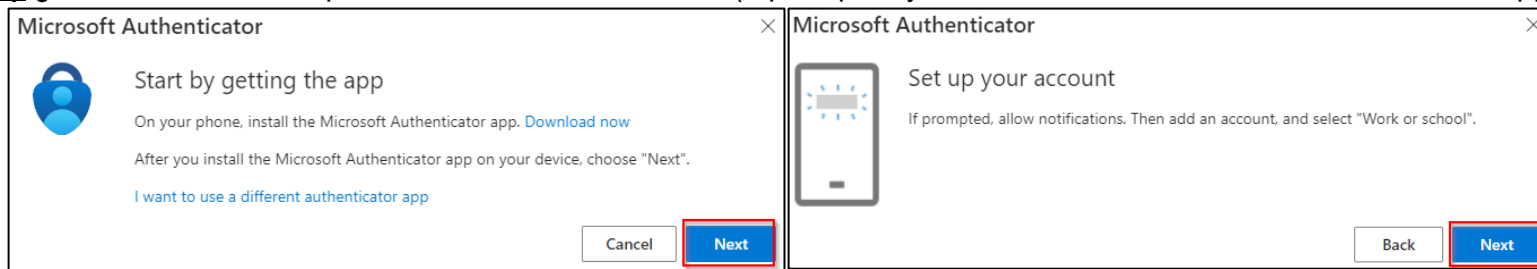 Microsoft Authenticator
Start by getting the app
On your phone, install the Microsoft Authenticator app. Download now
After you install the Microsoft Authenticator app on your device, choose "Next".
I want to use a different authenticator app
Cancel
Next
Microsoft Authenticator
Set up your account
If prompted, allow notifications. Then add an account, and select "Work or school".
Back
Next